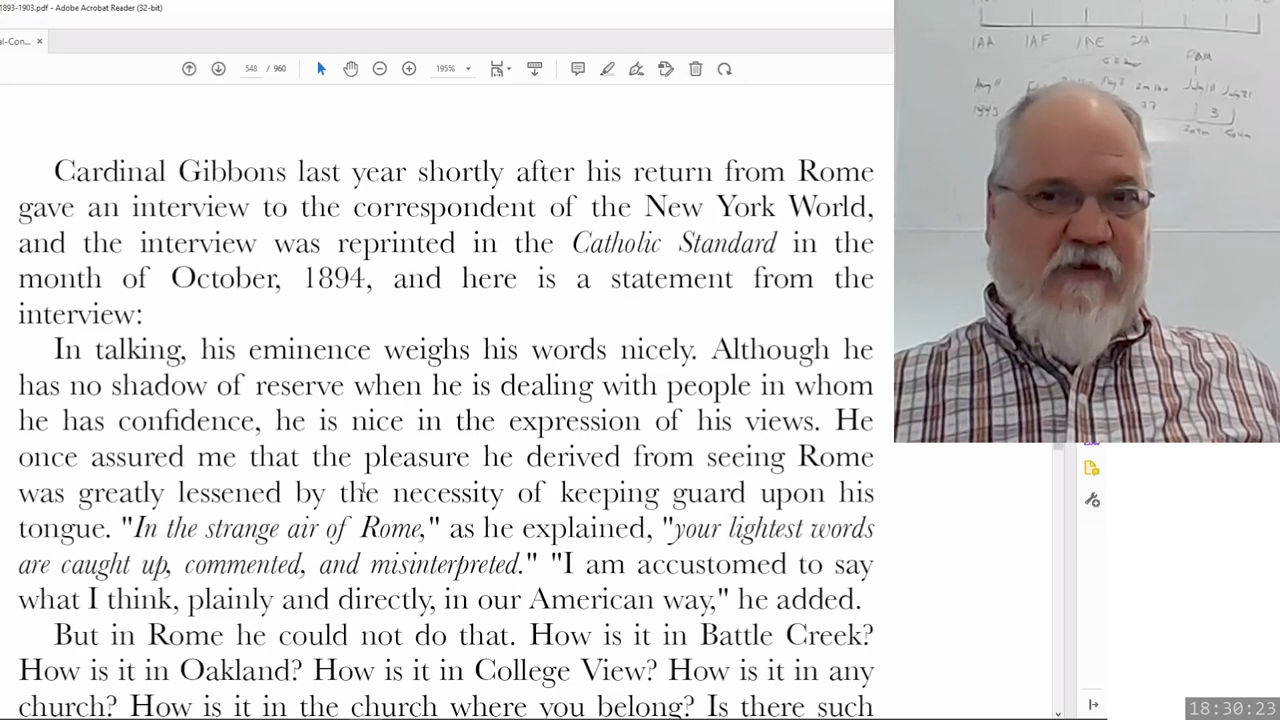 1893-1903.pdf - Adobe Acrobat Reader (32-bit)
al-Con... ×
548 / 960
195%
Cardinal Gibbons last year shortly after his return from Rome
gave an interview to the correspondent of the New York World,
and the interview was reprinted in the Catholic Standard in the
month of October, 1894, and here is a statement from the
interview:
In talking, his eminence weighs his words nicely. Although he
has no shadow of reserve when he is dealing with people in whom
he has confidence, he is nice in the expression of his views. He
once assured me that the pleasure he derived from seeing Rome
was greatly lessened by the necessity of keeping guard upon his
tongue. "In the strange air of Rome," as he explained, "your lightest words
are caught up, commented, and misinterpreted." "I am accustomed to say
what I think, plainly and directly, in our American way," he added.
But in Rome he could not do that. How is it in Battle Creek?
How is it in Oakland? How is it in College View? How is it in any
church? How is it in the church where you belong? Is there such
1AA 1AF
37
3
18:30:23